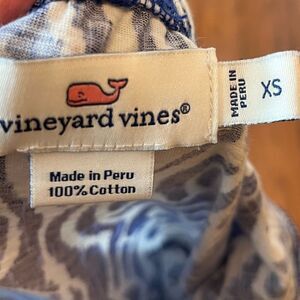 vineyard vines®
MADE IN
PERU
XS
Made in Peru
100% Cotton